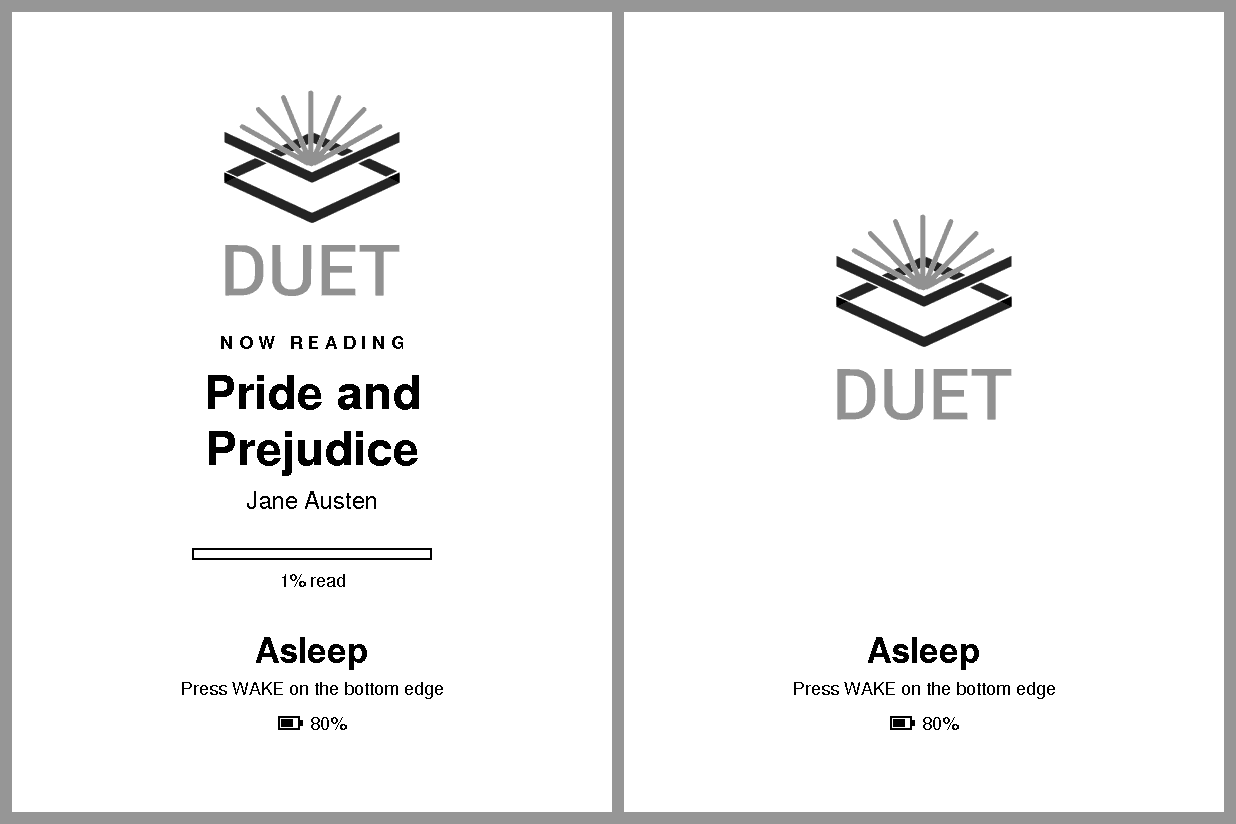 DUET
NOW READING
Pride and
Prejudice
Jane Austen
1% read
Asleep
Press WAKE on the bottom edge
80%
DUET
Asleep
Press WAKE on the bottom edge
80%